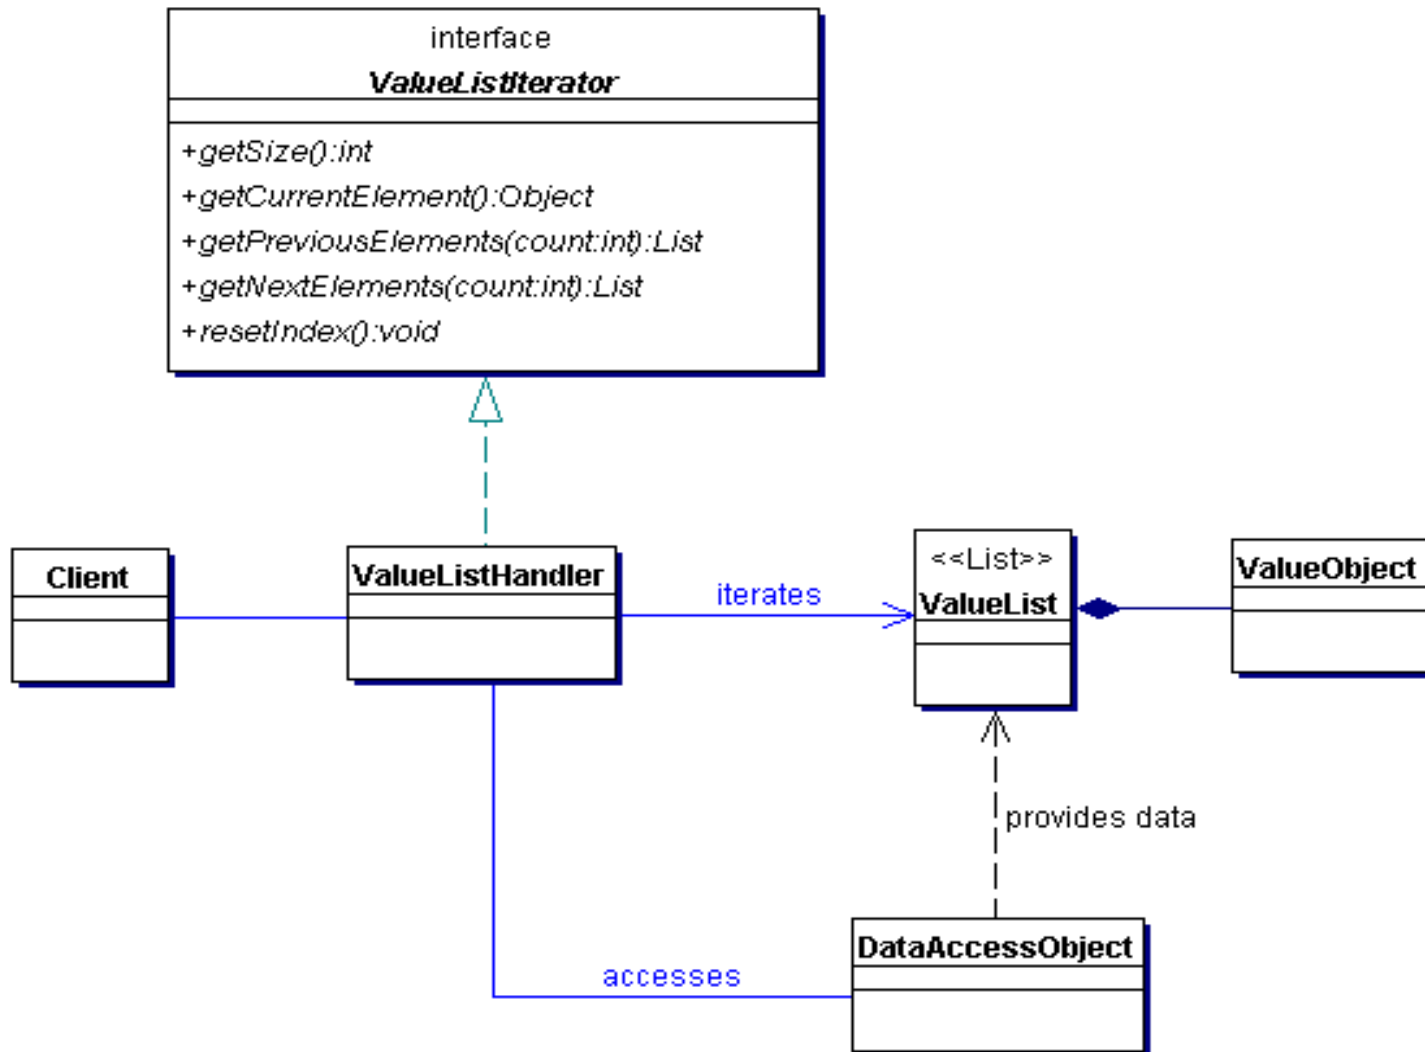 interface
ValueListIterator
+getSize():int
+getCurrentElement():Object
+getPreviousElements(count:int):List
+getNextElements(count:int):List
+resetIndex():void
Client
ValueListHandler
iterates
<<List>>
ValueList
ValueObject
provides data
accesses
DataAccessObject